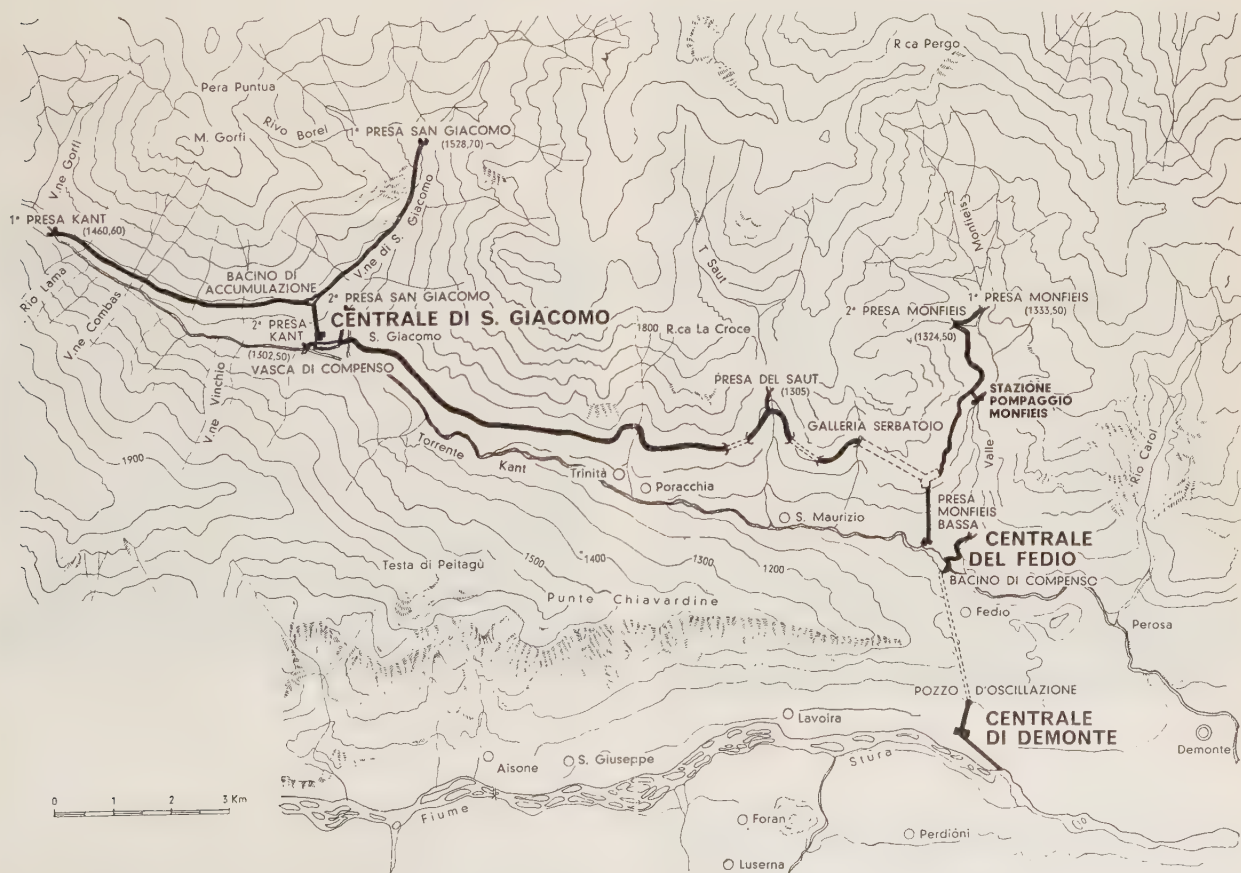 R.ca Pergo
Pera Puntua
M. Gorfi
Rivo Borel
1ª PRESA SAN GIACOMO
(1528,70)
V.ne Gorfi
1ª PRESA KANT
(1460,60)
V.ne di S. Giacomo
T. Saut
Monfieis
Rio Lama
V.ne Combas
BACINO DI
ACCUMULAZIONE
2ª PRESA SAN GIACOMO
CENTRALE DI S. GIACOMO
2ª PRESA
KANT
(1302,50)
S. Giacomo
VASCA DI COMPENSO
V.ne Vinchio
1800
R.ca La Croce
1ª PRESA MONFIEIS
(1333,50)
2ª PRESA MONFIEIS
(1324,50)
PRESA DEL SAUT
(1305)
STAZIONE
POMPAGGIO
MONFIEIS
GALLERIA SERBATOIO
Valle
Rio Carol
1900
Torrente Kant
Trinità
Poracchia
S. Maurizio
PRESA
MONFIEIS
BASSA
CENTRALE
DEL FEDIO
BACINO DI COMPENSO
1500
1400
1300
1200
Testa di Peitagù
Punte Chiavardine
Fedio
Perosa
POZZO D'OSCILLAZIONE
CENTRALE
DI DEMONTE
Lavoira
Demonte
Aisone
S. Giuseppe
Stura
Fiume
0 1 2 3 Km
Foran
Perdióni
Luserna